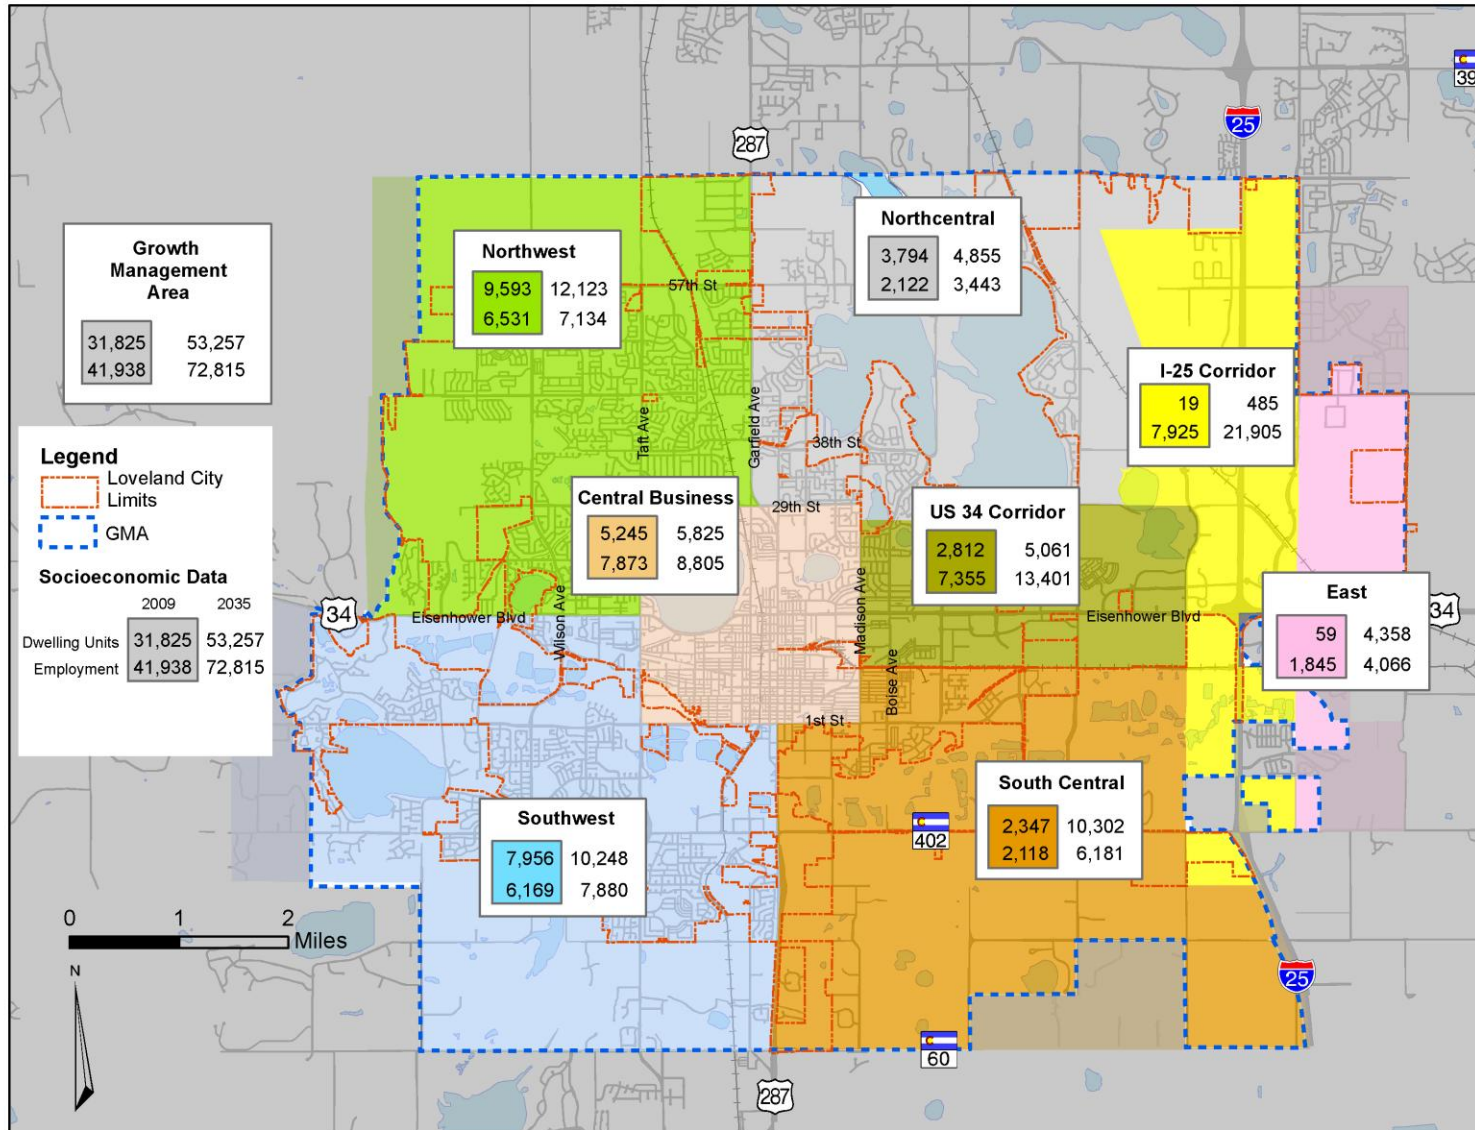 39
25
287
Northcentral
3,794 4,855
2,122 3,443
Growth
Management
Area
31,825 53,257
41,938 72,815
Northwest
9,593 12,123
6,531 7,134
57th St
I-25 Corridor
19 485
7,925 21,905
Taft Ave
Garfield Ave
38th St
Legend
Loveland City
Limits
GMA
Socioeconomic Data
2009 2035
Dwelling Units 31,825 53,257
Employment 41,938 72,815
Central Business
5,245 5,825
7,873 8,805
29th St
US 34 Corridor
2,812 5,061
7,355 13,401
34
Eisenhower Blvd
Wilson Ave
Madison Ave
Boise Ave
Eisenhower Blvd
East
59 4,358
1,845 4,066
34
1st St
South Central
2,347 10,302
2,118 6,181
Southwest
7,956 10,248
6,169 7,880
402
0 1 2
Miles
N
25
60
287